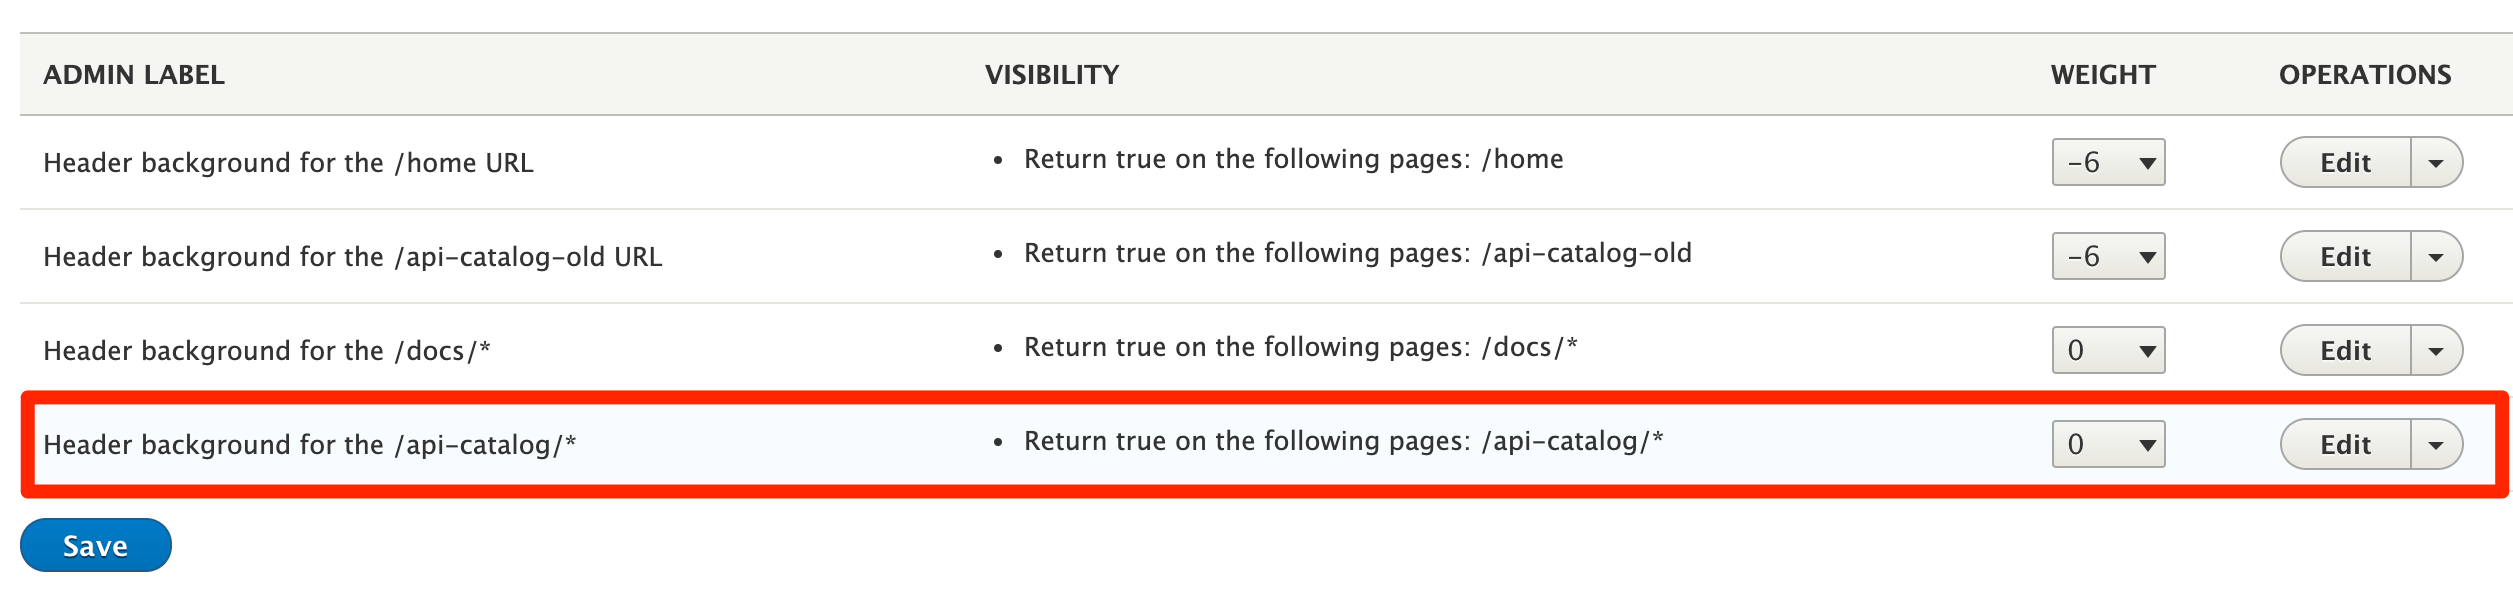 ADMIN LABEL VISIBILITY WEIGHT OPERATIONS
Header background for the /home URL • Return true on the following pages: /home -6 Edit
Header background for the /api-catalog-old URL • Return true on the following pages: /api-catalog-old -6 Edit
Header background for the /docs/* • Return true on the following pages: /docs/* 0 Edit
Header background for the /api-catalog/* • Return true on the following pages: /api-catalog/* 0 Edit
Save